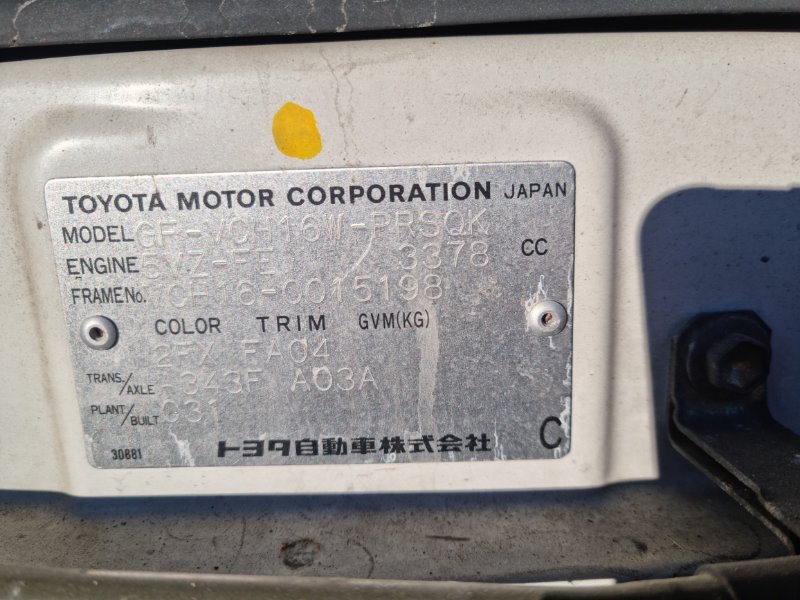 TOYOTA MOTOR CORPORATION JAPAN
MODEL GF-VCH16W-PRSQK
ENGINE 5VZ-FE 3378 CC
FRAME No. VCH16-0015198
COLOR TRIM GVM(KG)
2FX FA04
TRANS./AXLE A343F A03A
PLANT/BUILT 031
30881 トヨタ自動車株式会社 C